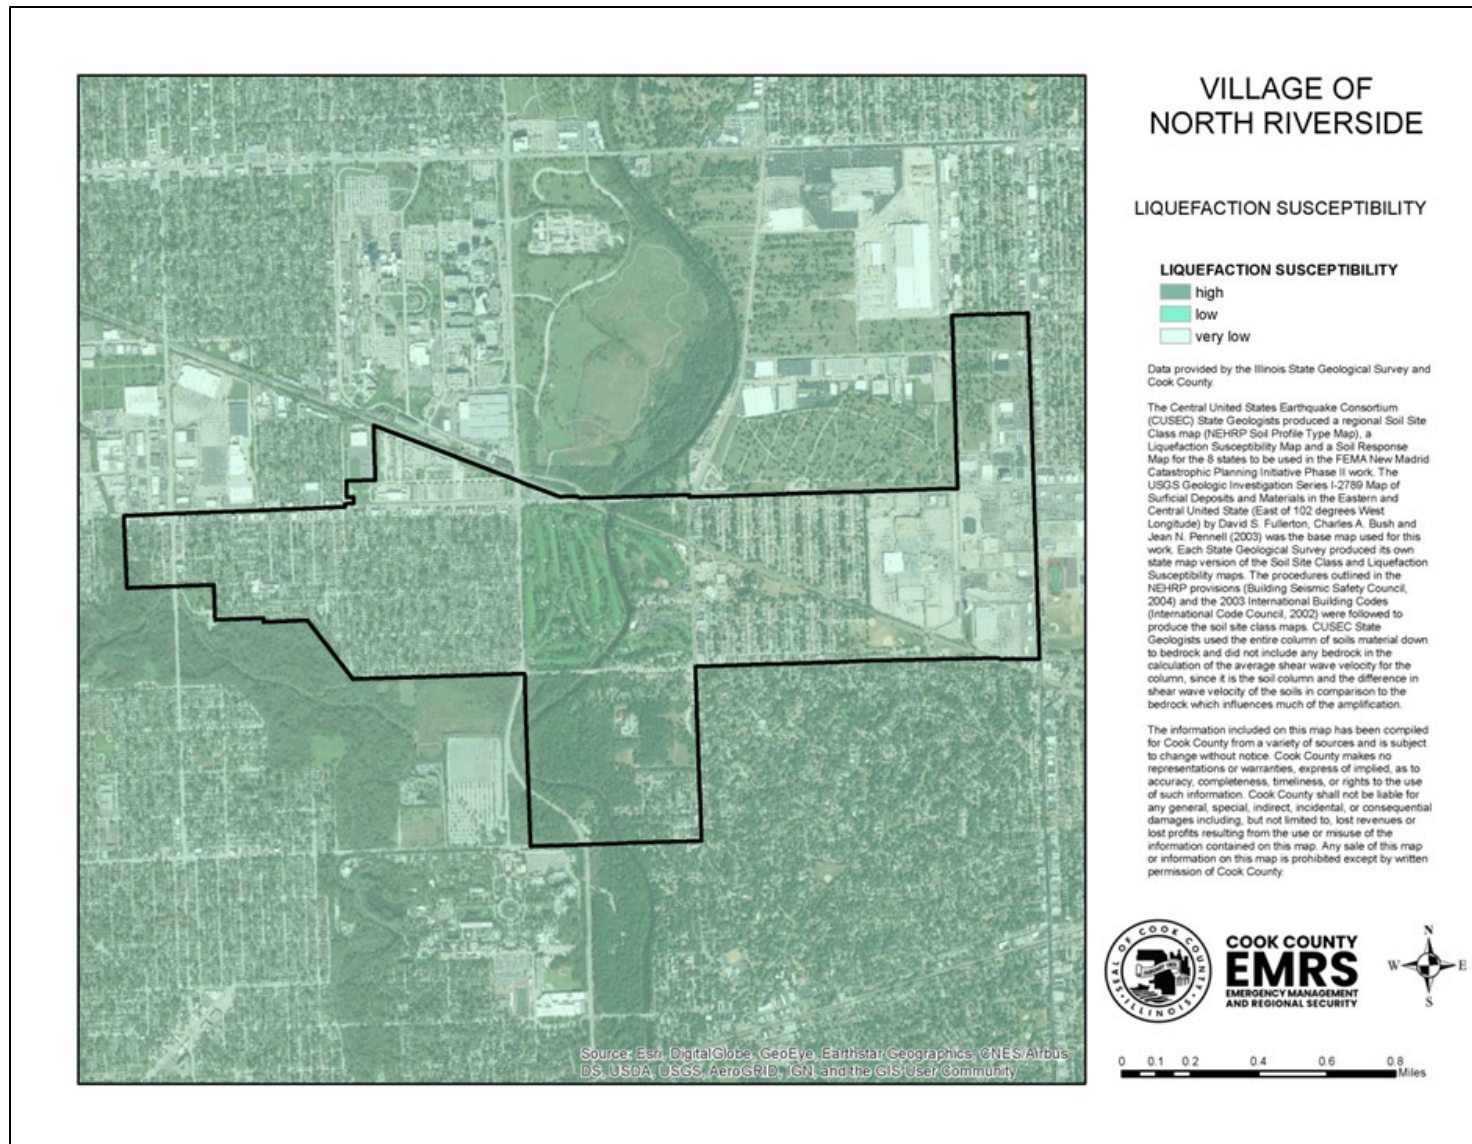 VILLAGE OF
NORTH RIVERSIDE
LIQUEFACTION SUSCEPTIBILITY
LIQUEFACTION SUSCEPTIBILITY
high
low
very low
Data provided by the Illinois State Geological Survey and
Cook County.
The Central United States Earthquake Consortium
(CUSEC) State Geologists produced a regional Soil Site
Class map (NEHRP Soil Profile Type Map), a
Liquefaction Susceptibility Map and a Soil Response
Map for the 8 states to be used in the FEMA New Madrid
Catastrophic Planning Initiative Phase II work. The
USGS Geologic Investigation Series I-2789 Map of
Surficial Deposits and Materials in the Eastern and
Central United State (East of 102 degrees West
Longitude) by David S. Fullerton, Charles A. Bush and
Jean N. Pennell (2003) was the base map used for this
work. Each State Geological Survey produced its own
state map version of the Soil Site Class and Liquefaction
Susceptibility maps. The procedures outlined in the
NEHRP provisions (Building Seismic Safety Council,
2004) and the 2003 International Building Codes
(International Code Council, 2002) were followed to
produce the soil site class maps. CUSEC State
Geologists used the entire column of soils material down
to bedrock and did not include any bedrock in the
calculation of the average shear wave velocity for the
column, since it is the soil column and the difference in
shear wave velocity of the soils in comparison to the
bedrock which influences much of the amplification.
The information included on this map has been compiled
for Cook County from a variety of sources and is subject
to change without notice. Cook County makes no
representations or warranties, express of implied, as to
accuracy, completeness, timeliness, or rights to the use
of such information. Cook County shall not be liable for
any general, special, indirect, incidental, or consequential
damages including, but not limited to, lost revenues or
lost profits resulting from the use or misuse of the
information contained on this map. Any sale of this map
or information on this map is prohibited except by written
permission of Cook County.
SEAL OF COOK COUNTY
ILLINOIS
COOK COUNTY
EMRS
EMERGENCY MANAGEMENT
AND REGIONAL SECURITY
N
W E
S
0 0.1 0.2 0.4 0.6 0.8
Miles
Source: Esri, DigitalGlobe, GeoEye, Earthstar Geographics, CNES/Airbus
DS, USDA, USGS, AeroGRID, IGN, and the GIS User Community